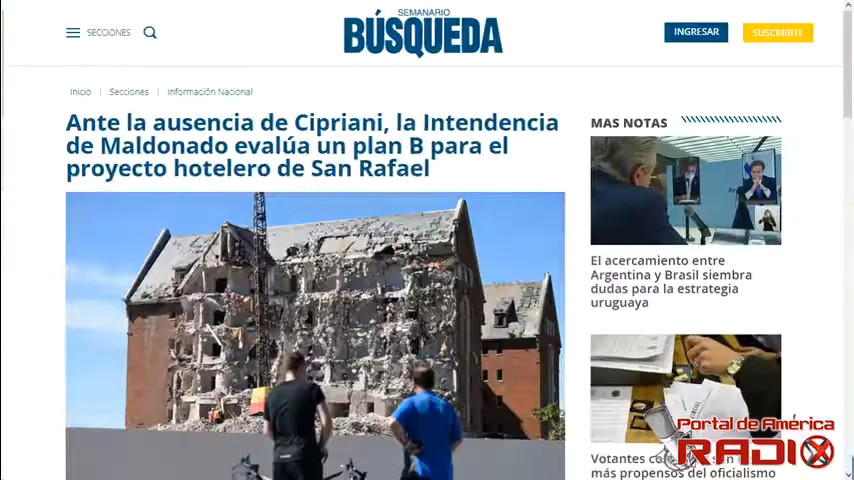 SECCIONES
SEMANARIO
BÚSQUEDA
INGRESAR
SUSCRIBITE
Inicio | Secciones | Información Nacional
Ante la ausencia de Cipriani, la Intendencia
de Maldonado evalúa un plan B para el
proyecto hotelero de San Rafael
MAS NOTAS
El acercamiento entre
Argentina y Brasil siembra
dudas para la estrategia
uruguaya
Votantes
más propensos del oficialismo
Portal de América
RADIO